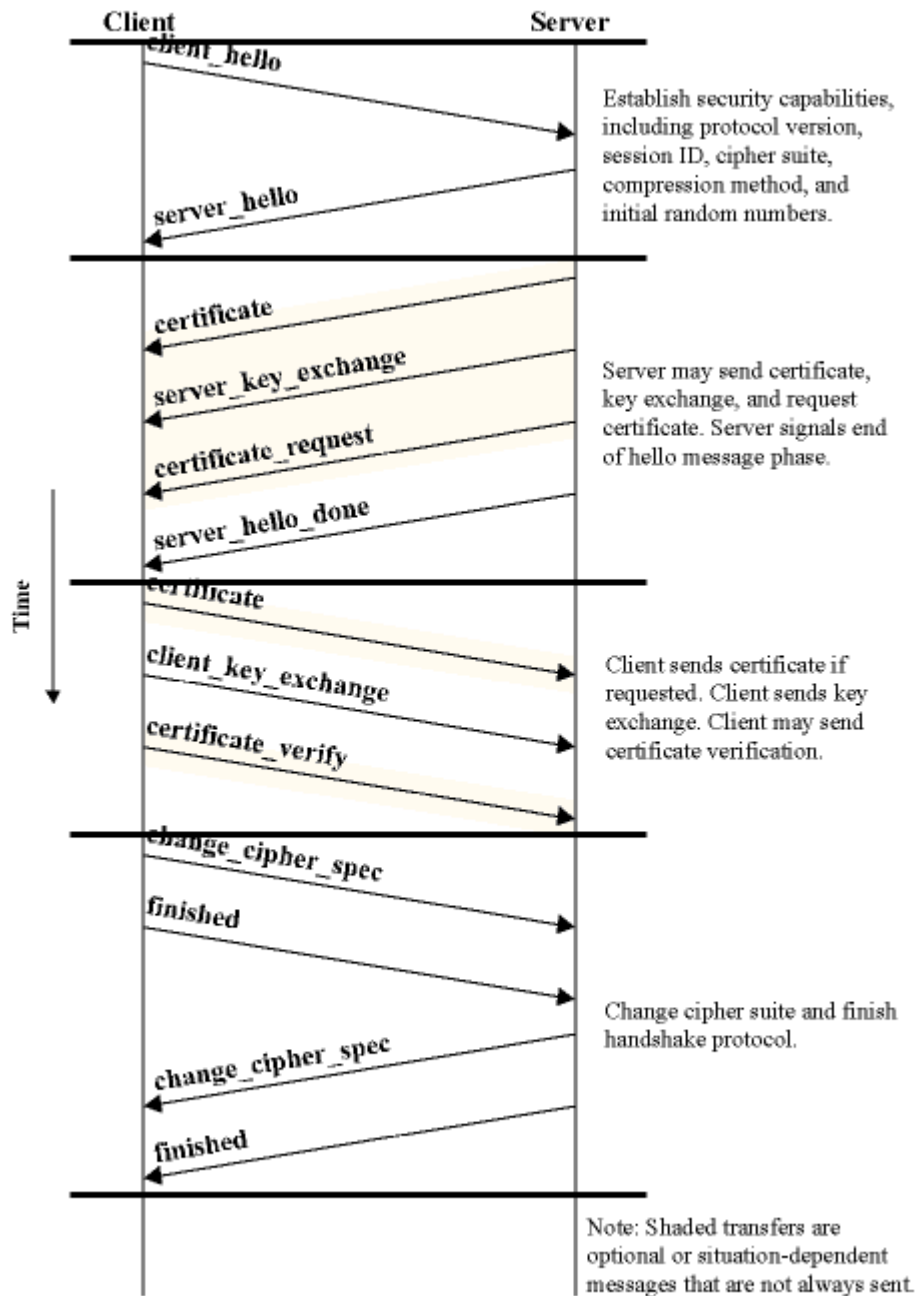 Client
Server
client_hello
Establish security capabilities,
including protocol version,
session ID, cipher suite,
compression method, and
initial random numbers.
server_hello
certificate
server_key_exchange
certificate_request
server_hello_done
Server may send certificate,
key exchange, and request
certificate. Server signals end
of hello message phase.
Time
certificate
client_key_exchange
certificate_verify
Client sends certificate if
requested. Client sends key
exchange. Client may send
certificate verification.
change_cipher_spec
finished
change_cipher_spec
finished
Change cipher suite and finish
handshake protocol.
Note: Shaded transfers are
optional or situation-dependent
messages that are not always sent.